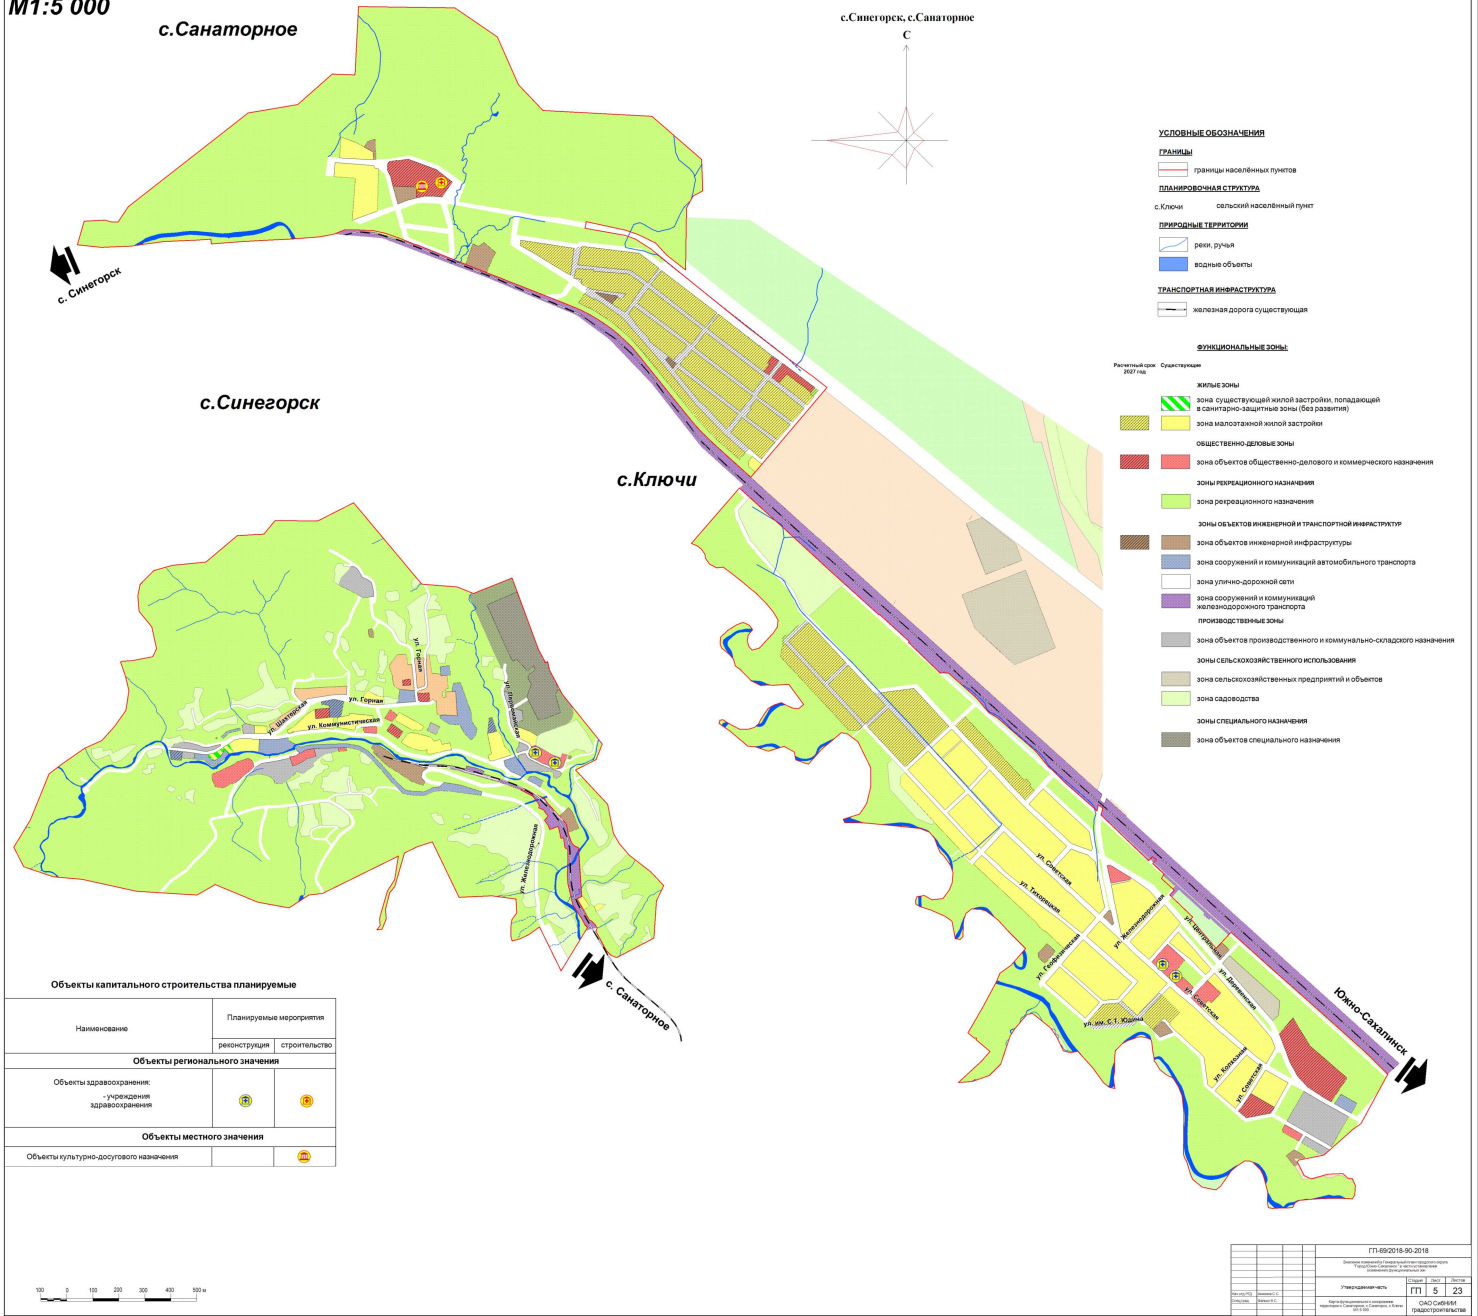 М1:5 000
с.Санаторное
с.Синегорск, с.Санаторное
С
с. Синегорск
с.Синегорск
с.Ключи
УСЛОВНЫЕ ОБОЗНАЧЕНИЯ
ГРАНИЦЫ
границы населённых пунктов
ПЛАНИРОВОЧНАЯ СТРУКТУРА
с.Ключи сельский населённый пункт
ПРИРОДНЫЕ ТЕРРИТОРИИ
реки, ручья
водные объекты
ТРАНСПОРТНАЯ ИНФРАСТРУКТУРА
железная дорога существующая
ФУНКЦИОНАЛЬНЫЕ ЗОНЫ:
Расчетный срок Существующие
2027 год
ЖИЛЫЕ ЗОНЫ
зона существующей жилой застройки, попадающей
в санитарно-защитные зоны (без развития)
зона малоэтажной жилой застройки
ОБЩЕСТВЕННО-ДЕЛОВЫЕ ЗОНЫ
зона объектов общественно-делового и коммерческого назначения
ЗОНЫ РЕКРЕАЦИОННОГО НАЗНАЧЕНИЯ
зона рекреационного назначения
ЗОНЫ ОБЪЕКТОВ ИНЖЕНЕРНОЙ И ТРАНСПОРТНОЙ ИНФРАСТРУКТУР
зона объектов инженерной инфраструктуры
зона сооружений и коммуникаций автомобильного транспорта
зона улично-дорожной сети
зона сооружений и коммуникаций
железнодорожного транспорта
ПРОИЗВОДСТВЕННЫЕ ЗОНЫ
зона объектов производственного и коммунально-складского назначения
ЗОНЫ СЕЛЬСКОХОЗЯЙСТВЕННОГО ИСПОЛЬЗОВАНИЯ
зона сельскохозяйственных предприятий и объектов
зона садоводства
ЗОНЫ СПЕЦИАЛЬНОГО НАЗНАЧЕНИЯ
зона объектов специального назначения
ул. Горная
ул. Горная
ул. Шахтерская
ул. Коммунистическая
ул. Первомайская
ул. Железнодорожная
с. Санаторное
ул. Советская
ул. Тихорецкая
ул. Железнодорожная
ул. Геофизическая
ул. Центральная
ул. Деревенская
ул. Советская
ул. им. С.Т. Юдина
ул. Колхозная
ул. Советская
Южно-Сахалинск
Объекты капитального строительства планируемые
Наименование
Планируемые мероприятия
реконструкция строительство
Объекты регионального значения
Объекты здравоохранения:
- учреждения
здравоохранения
Объекты местного значения
Объекты культурно-досугового назначения
100 0 100 200 300 400 500 м
ГП-69/2018-90-2018
Утверждаемая часть
Стадия Лист Листов
ГП 5 23
ОАО СибНИИ
градостроительства